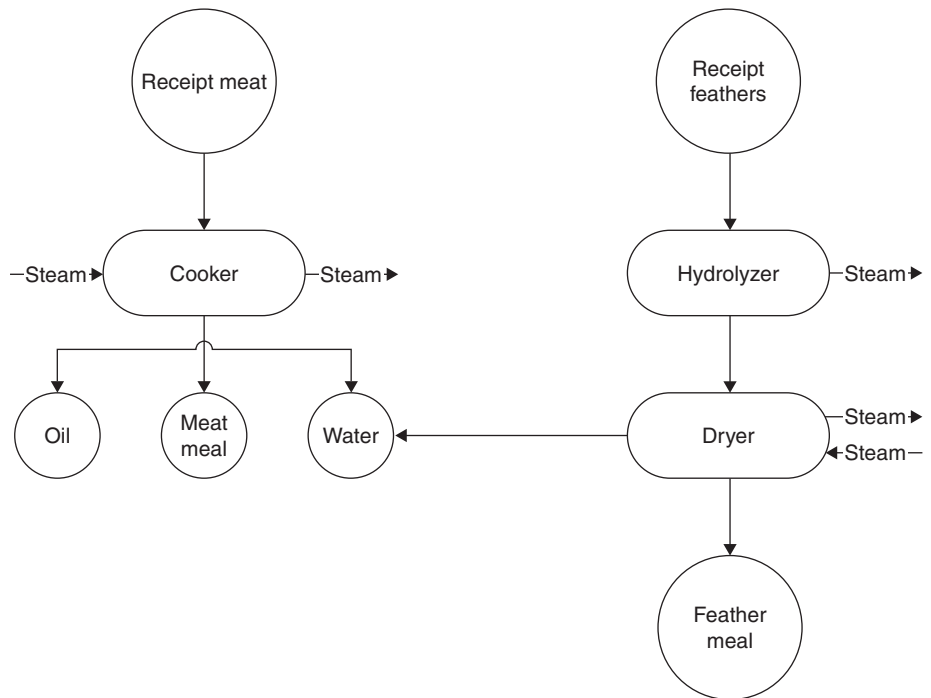 Receipt meat
Receipt
feathers
Steam
Cooker
Steam
Hydrolyzer
Steam
Oil
Meat
meal
Water
Dryer
Steam
Steam
Feather
meal